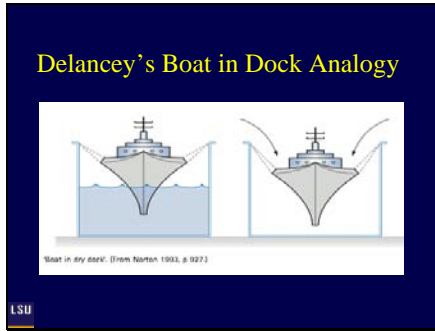 Delancey's Boat in Dock Analogy
'Boat in dry dock'. (From Norton 1993, p 927.)
LSU